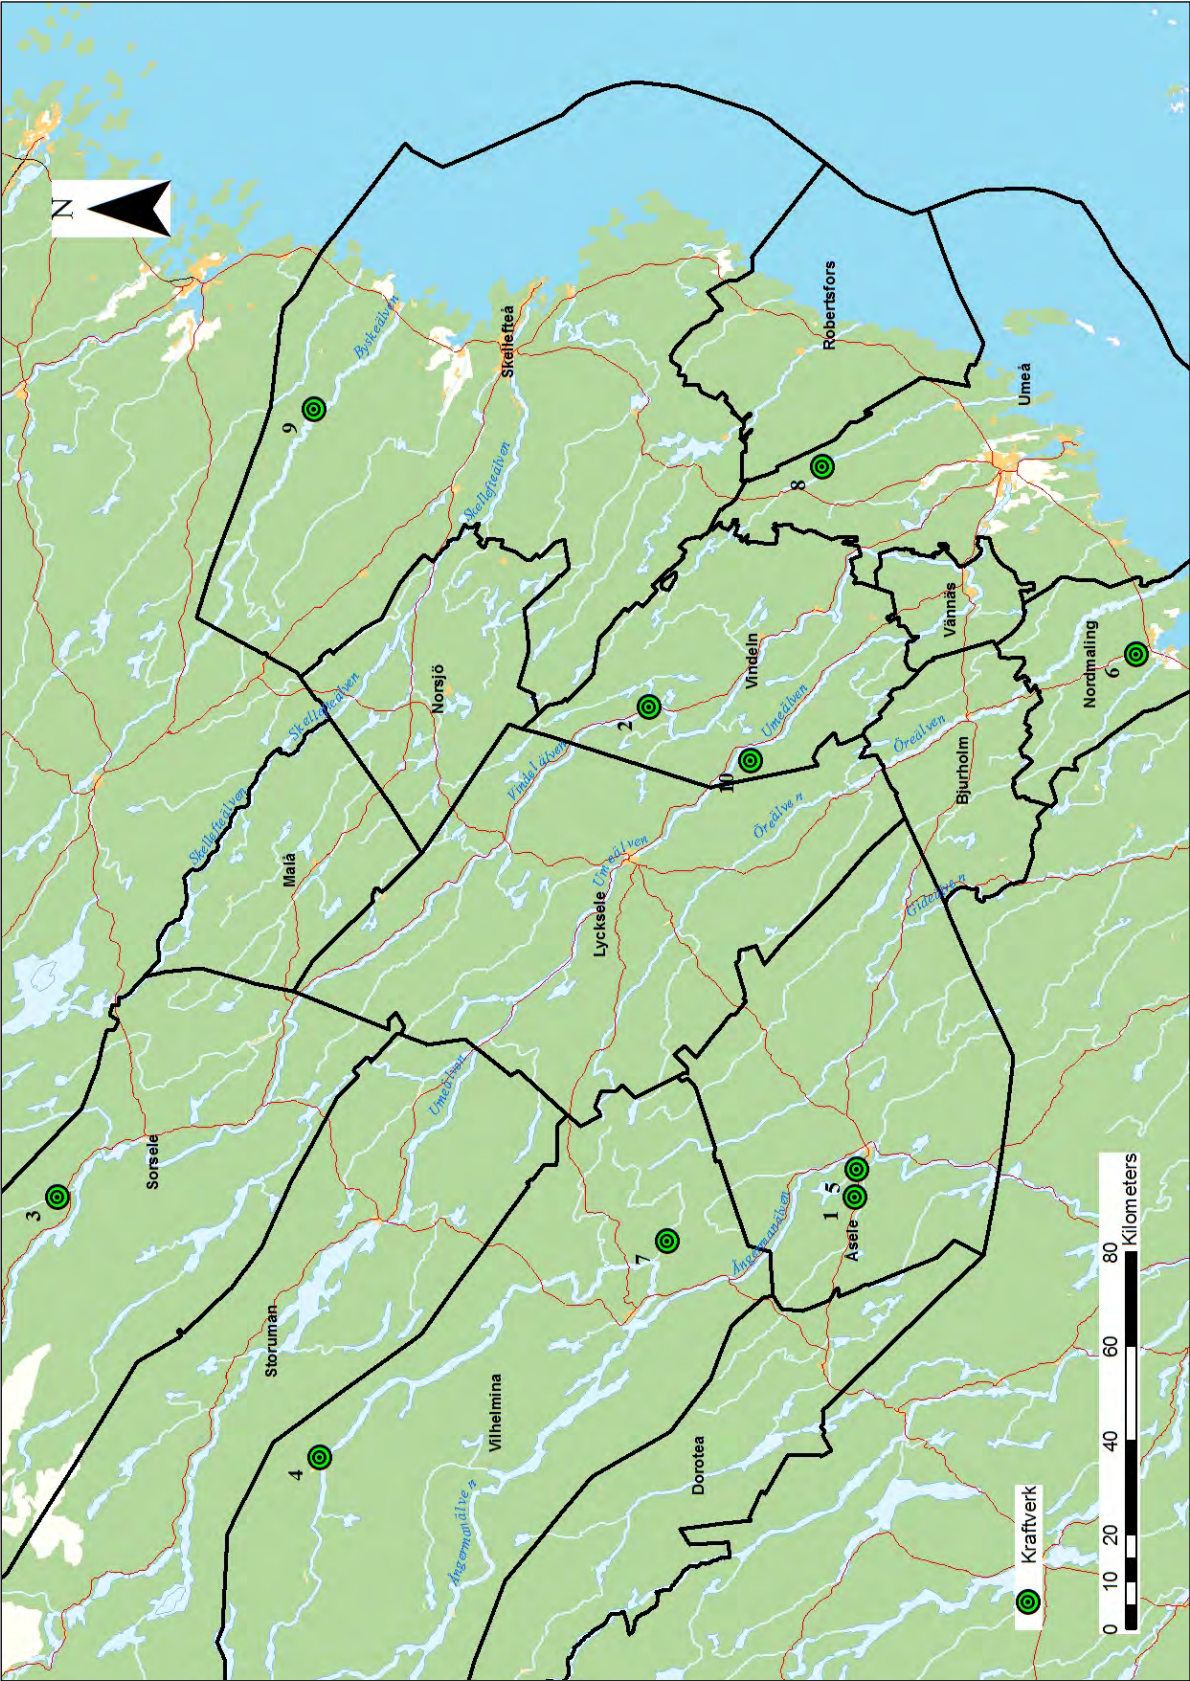 N
3
Sorsele
4
Storuman
Vilhelmina
Ångermanälven
Dorotea
7
Ångermanälven
1
5
Åsele
Umeälven
Skellefteälven
Malå
Skellefteälven
Norsjö
Vindelälven
Lycksele
Umeälven
Öreälven
Gideälven
2
10
Vindeln
Umeälven
Öreälven
Bjurholm
Vännäs
Nordmaling
6
9
Byskeälven
Skellefteå
Skellefteälven
8
Robertsfors
Umeå
Kraftverk
0 10 20 40 60 80
Kilometers